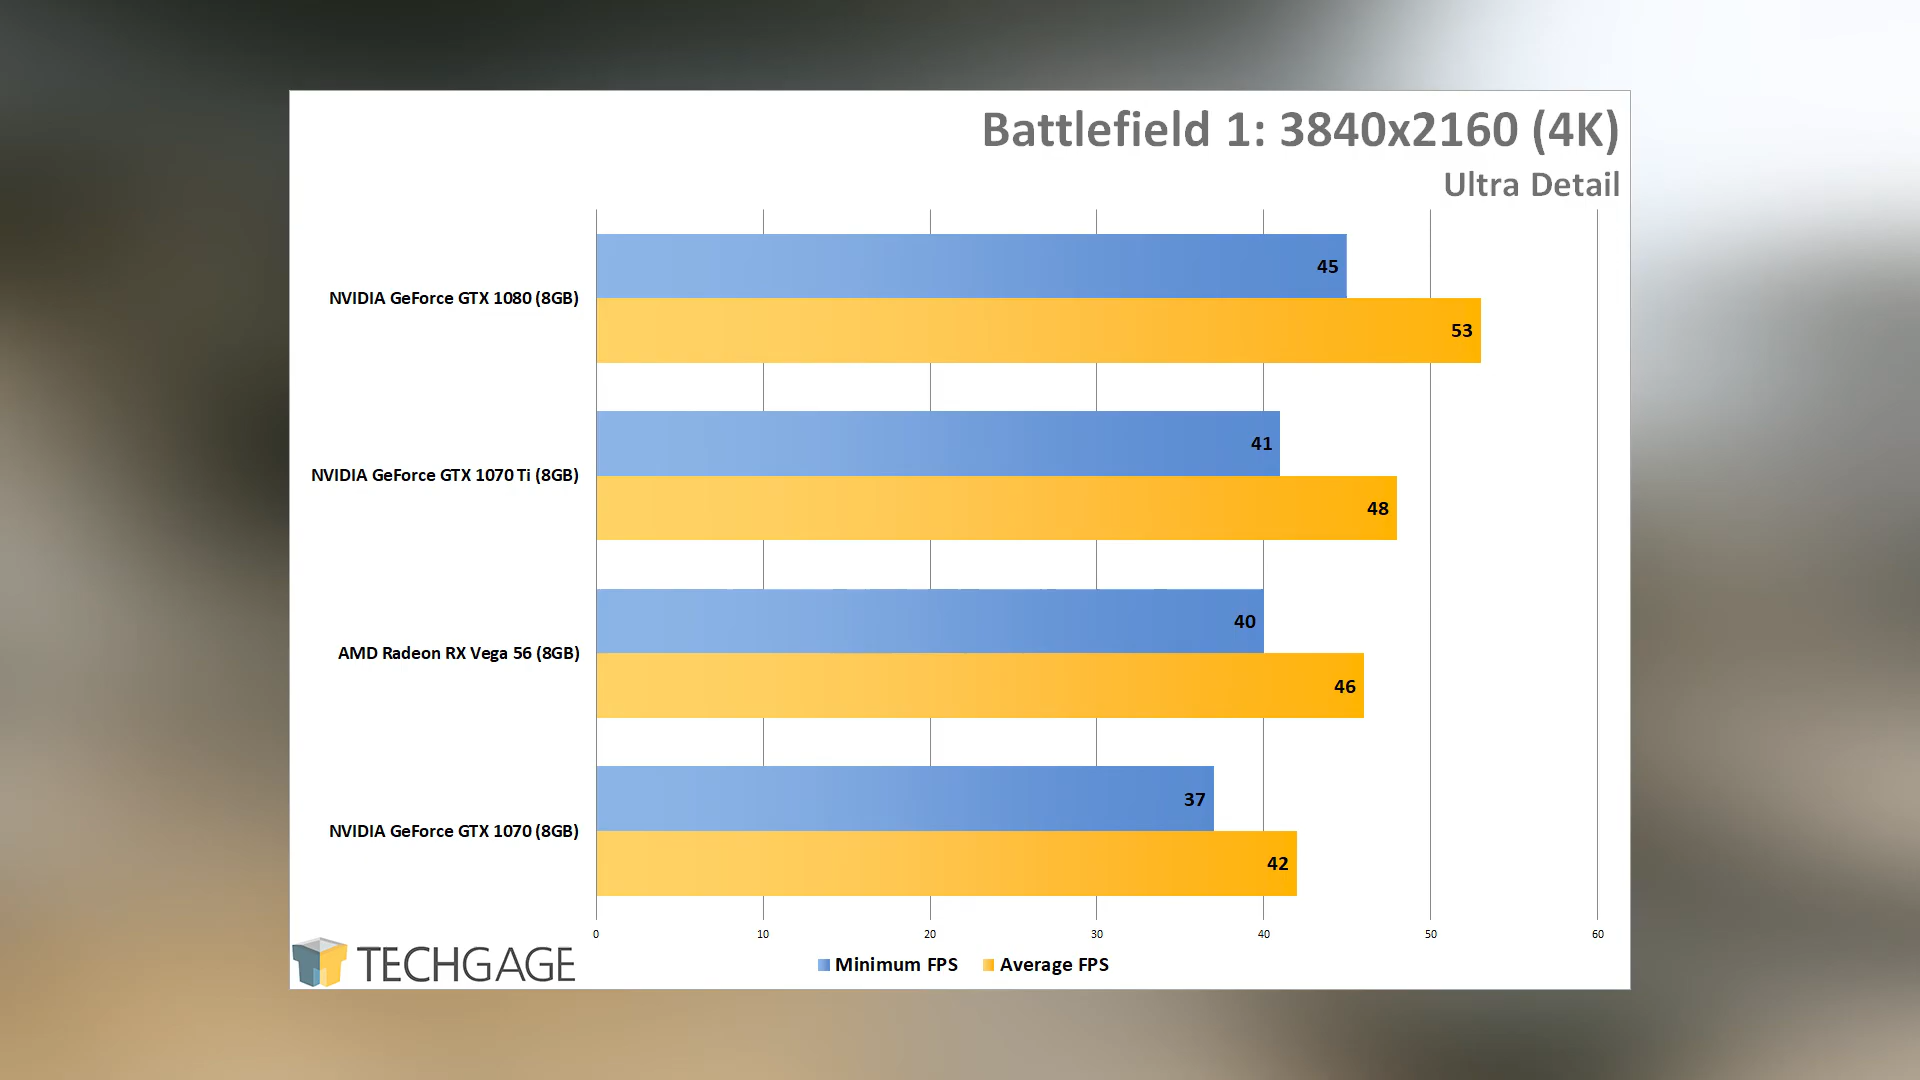 Battlefield 1: 3840x2160 (4K)
Ultra Detail
NVIDIA GeForce GTX 1080 (8GB)
45
53
NVIDIA GeForce GTX 1070 Ti (8GB)
41
48
AMD Radeon RX Vega 56 (8GB)
40
46
NVIDIA GeForce GTX 1070 (8GB)
37
42
0 10 20 30 40 50 60
Minimum FPS Average FPS
TECHGAGE